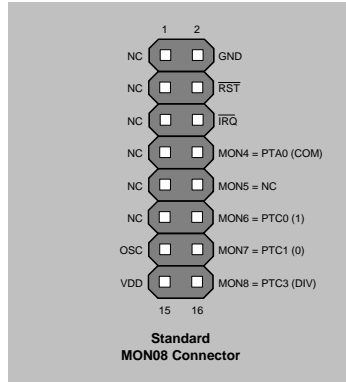 1 2
NC GND
NC RST
NC IRQ
NC MON4 = PTA0 (COM)
NC MON5 = NC
NC MON6 = PTC0 (1)
OSC MON7 = PTC1 (0)
VDD MON8 = PTC3 (DIV)
15 16
Standard
MON08 Connector